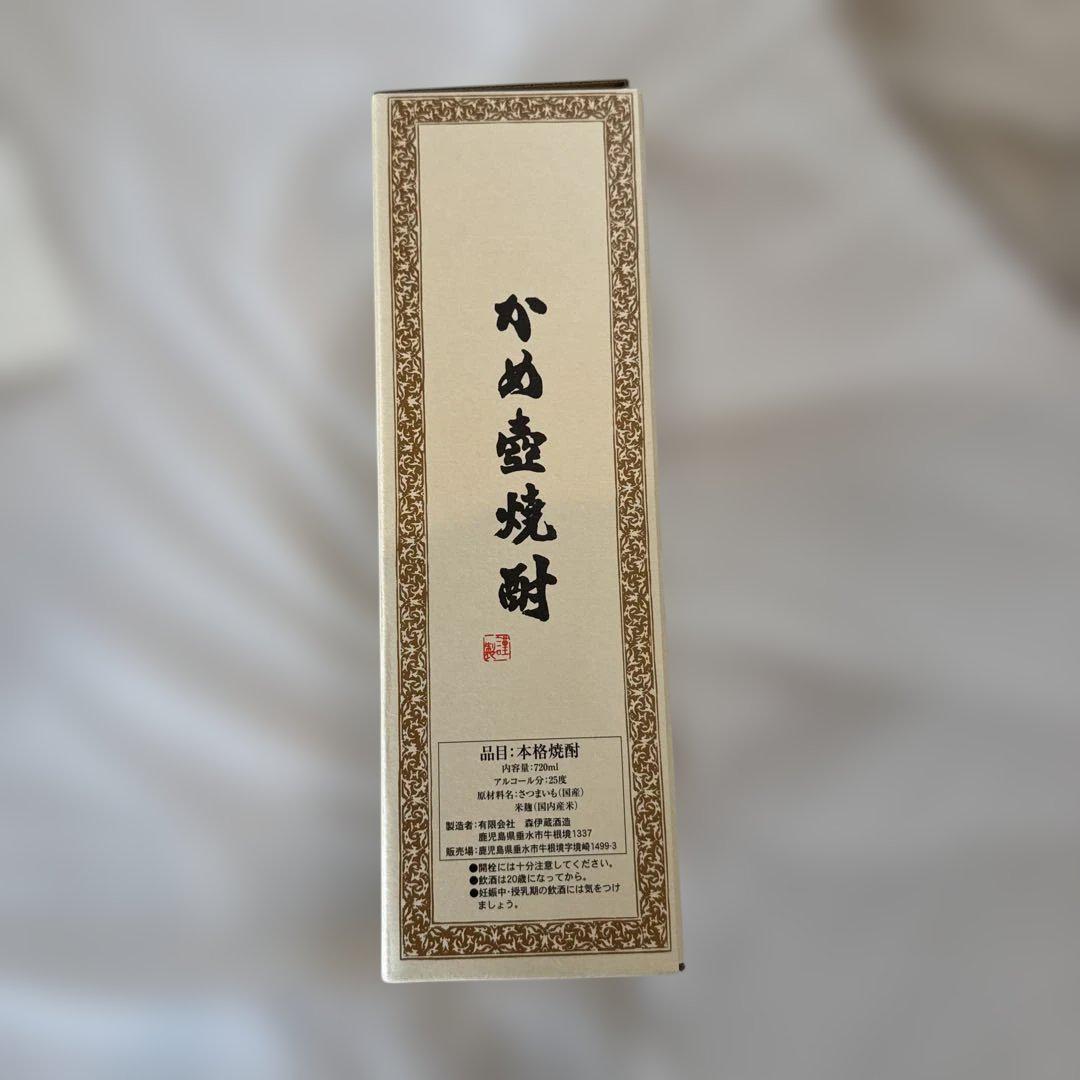 かめ壺焼酎
謹製
品目：本格焼酎
内容量：720ml
アルコール分：25度
原材料名：さつまいも（国産）
米麹（国内産米）
製造者：有限会社　森伊蔵酒造
鹿児島県垂水市牛根境1337
販売場：鹿児島県垂水市牛根境字境崎1499-3
●開栓には十分注意してください。
●飲酒は20歳になってから。
●妊娠中・授乳期の飲酒には気をつけ
ましょう。